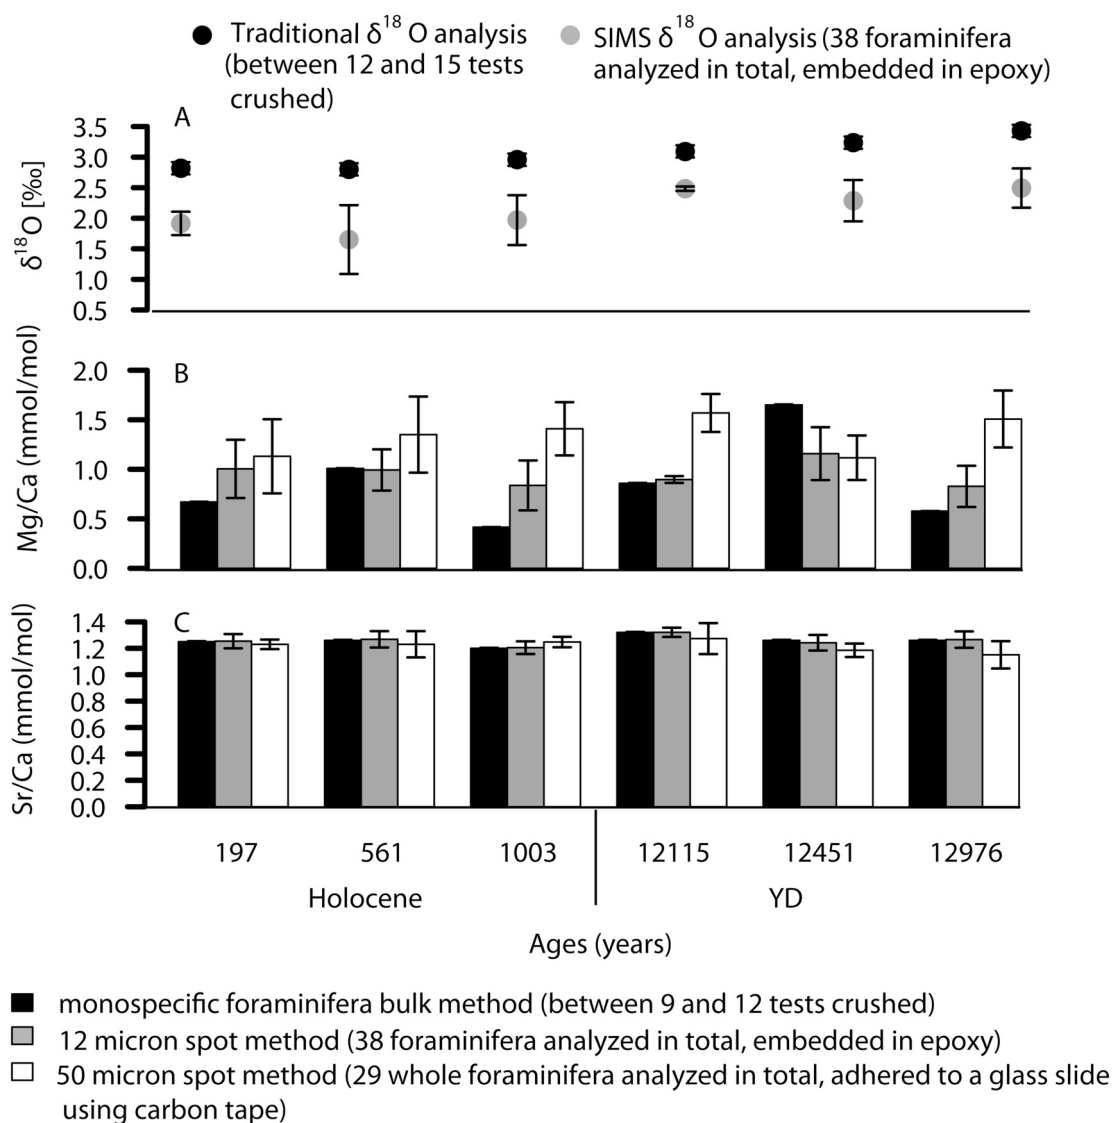 Traditional δ18 O analysis
(between 12 and 15 tests
crushed)
SIMS δ18 O analysis (38 foraminifera
analyzed in total, embedded in epoxy)
A
δ18O [‰]
3.5
3.0
2.5
2.0
1.5
1.0
0.5
B
Mg/Ca (mmol/mol)
2.0
1.5
1.0
0.5
0.0
C
Sr/Ca (mmol/mol)
1.4
1.2
1.0
0.8
0.6
0.4
0.2
0.0
197 561 1003 12115 12451 12976
Holocene YD
Ages (years)
monospecific foraminifera bulk method (between 9 and 12 tests crushed)
12 micron spot method (38 foraminifera analyzed in total, embedded in epoxy)
50 micron spot method (29 whole foraminifera analyzed in total, adhered to a glass slide
using carbon tape)